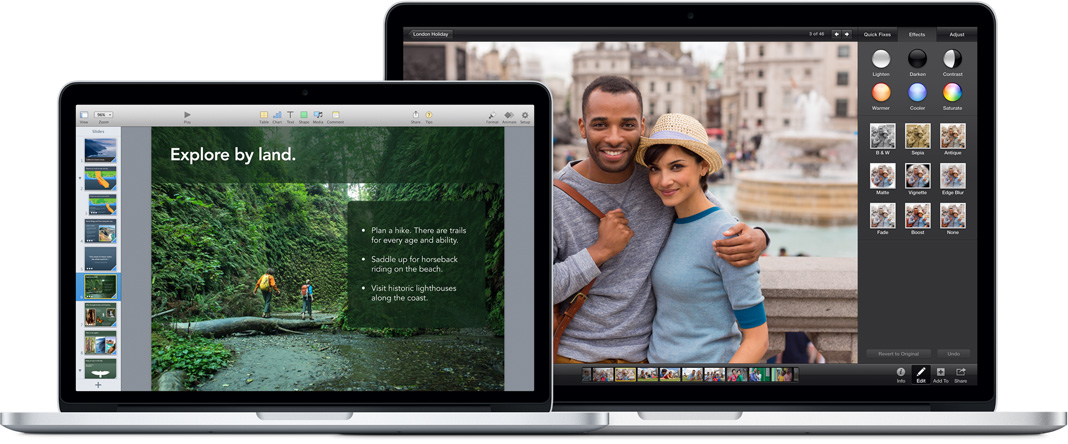 London Holiday
3 of 46
Quick Fixes
Effects
Adjust
Lighten
Darken
Contrast
Warmer
Cooler
Saturate
B & W
Sepia
Antique
Matte
Vignette
Edge Blur
Fade
Boost
None
Revert to Original
Undo
Info
Edit
Add To
Share
View
Zoom
Play
Table
Chart
Text
Shape
Media
Comment
Share
Tips
Format
Animate
Setup
Slides
Explore by land.
• Plan a hike. There are trails
for every age and ability.
• Saddle up for horseback
riding on the beach.
• Visit historic lighthouses
along the coast.